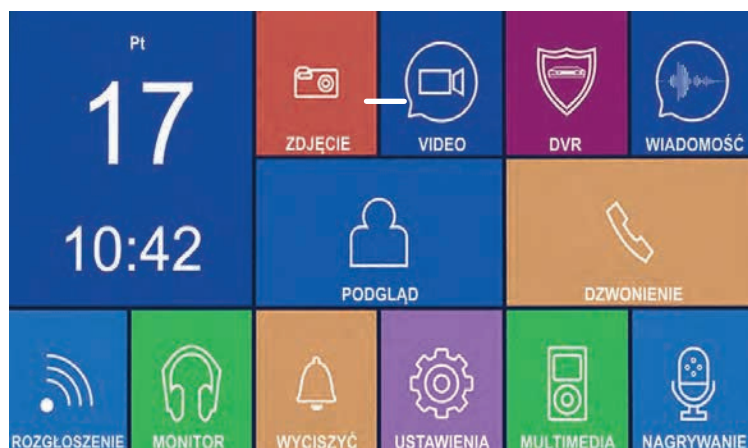 Pt
17
10:42
ZDJĘCIE
VIDEO
DVR
WIADOMOŚĆ
PODGLĄD
DZWONIENIE
ROZGŁOSZENIE
MONITOR
WYCISZYĆ
USTAWIENIA
MULTIMEDIA
NAGRYWANIE